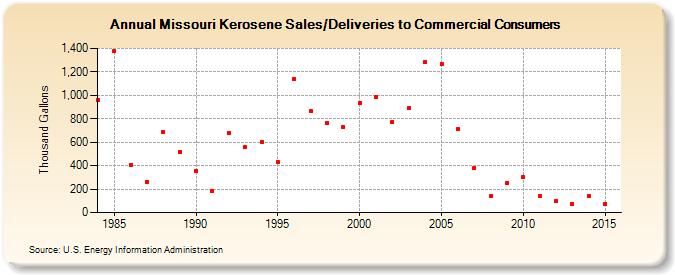 Annual Missouri Kerosene Sales/Deliveries to Commercial Consumers
Thousand Gallons
1,400
1,200
1,000
800
600
400
200
0
1985 1990 1995 2000 2005 2010 2015
Source: U.S. Energy Information Administration